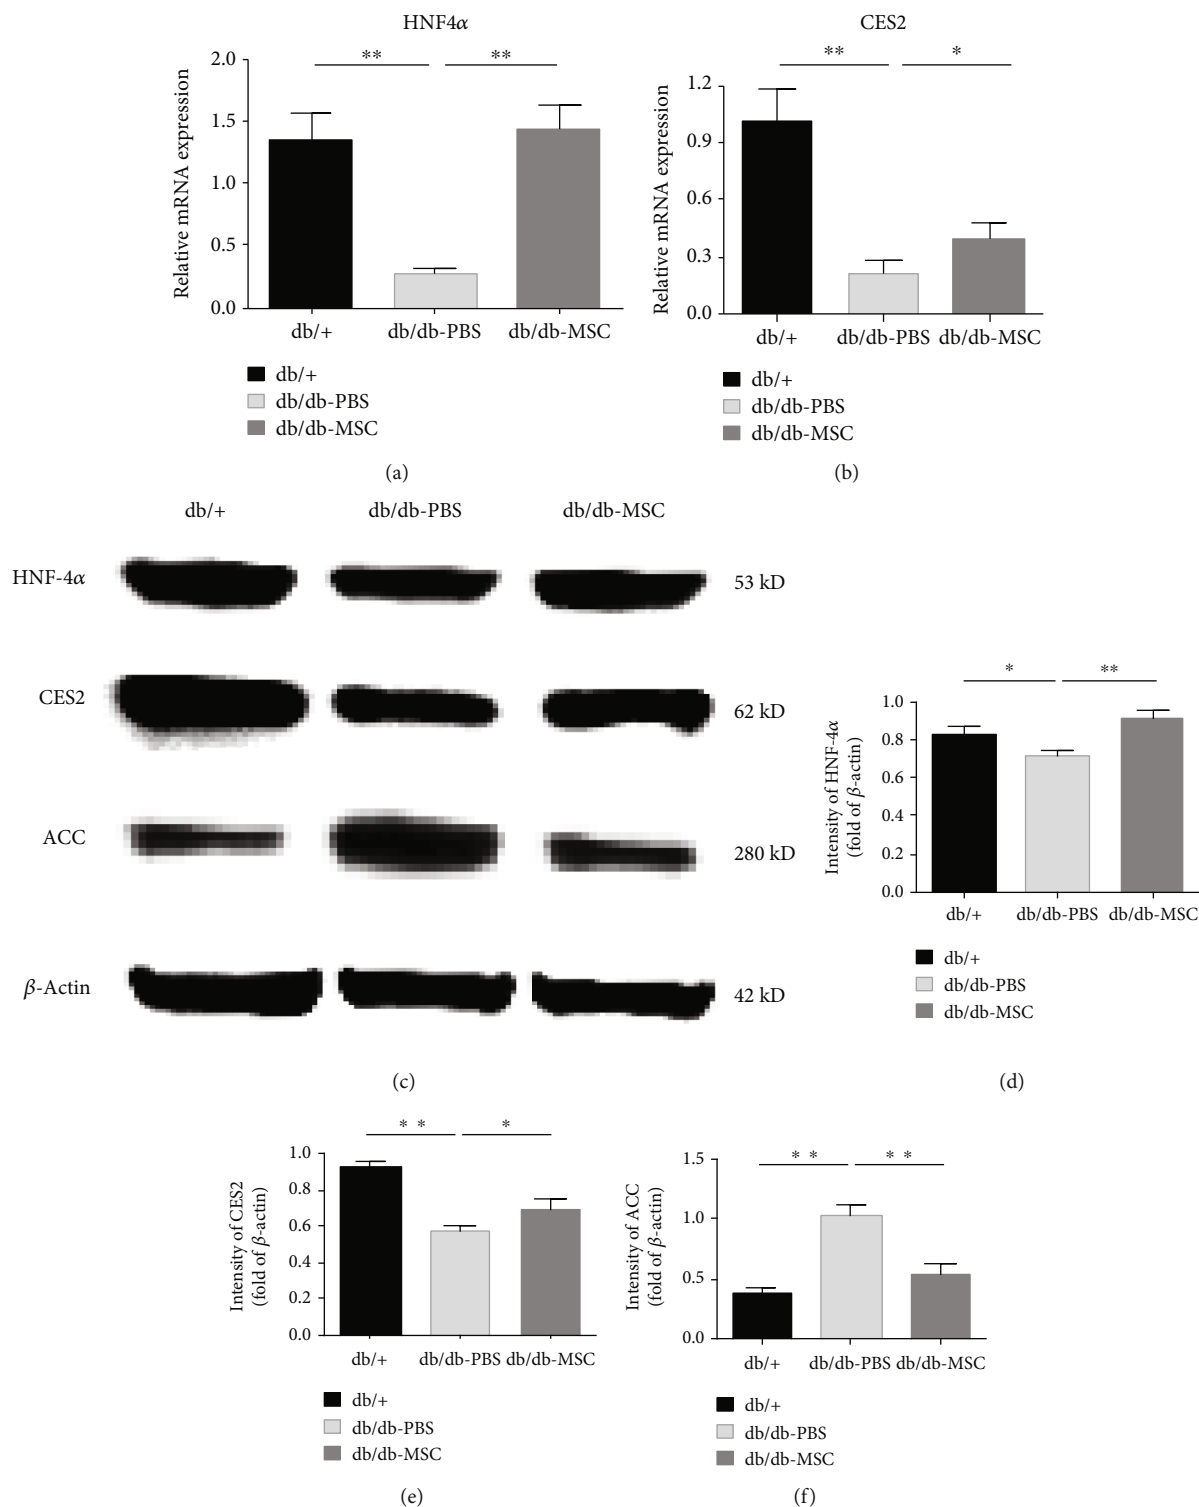 HNF4α
** **
Relative mRNA expression
2.0
1.5
1.0
0.5
0.0
db/+ db/db-PBS db/db-MSC
db/+
db/db-PBS
db/db-MSC
(a)
CES2
** *
Relative mRNA expression
1.2
0.9
0.6
0.3
0.0
db/+ db/db-PBS db/db-MSC
db/+
db/db-PBS
db/db-MSC
(b)
db/+ db/db-PBS db/db-MSC
HNF-4α 53 kD
CES2 62 kD
ACC 280 kD
β-Actin 42 kD
(c)
* **
Intensity of HNF-4α
(fold of β-actin)
1.0
0.8
0.6
0.4
0.2
0.0
db/+ db/db-PBS db/db-MSC
db/+
db/db-PBS
db/db-MSC
(d)
* * *
Intensity of CES2
(fold of β-actin)
1.0
0.8
0.6
0.4
0.2
0.0
db/+ db/db-PBS db/db-MSC
db/+
db/db-PBS
db/db-MSC
(e)
* * * *
Intensity of ACC
(fold of β-actin)
1.5
1.0
0.5
0.0
db/+ db/db-PBS db/db-MSC
db/+
db/db-PBS
db/db-MSC
(f)